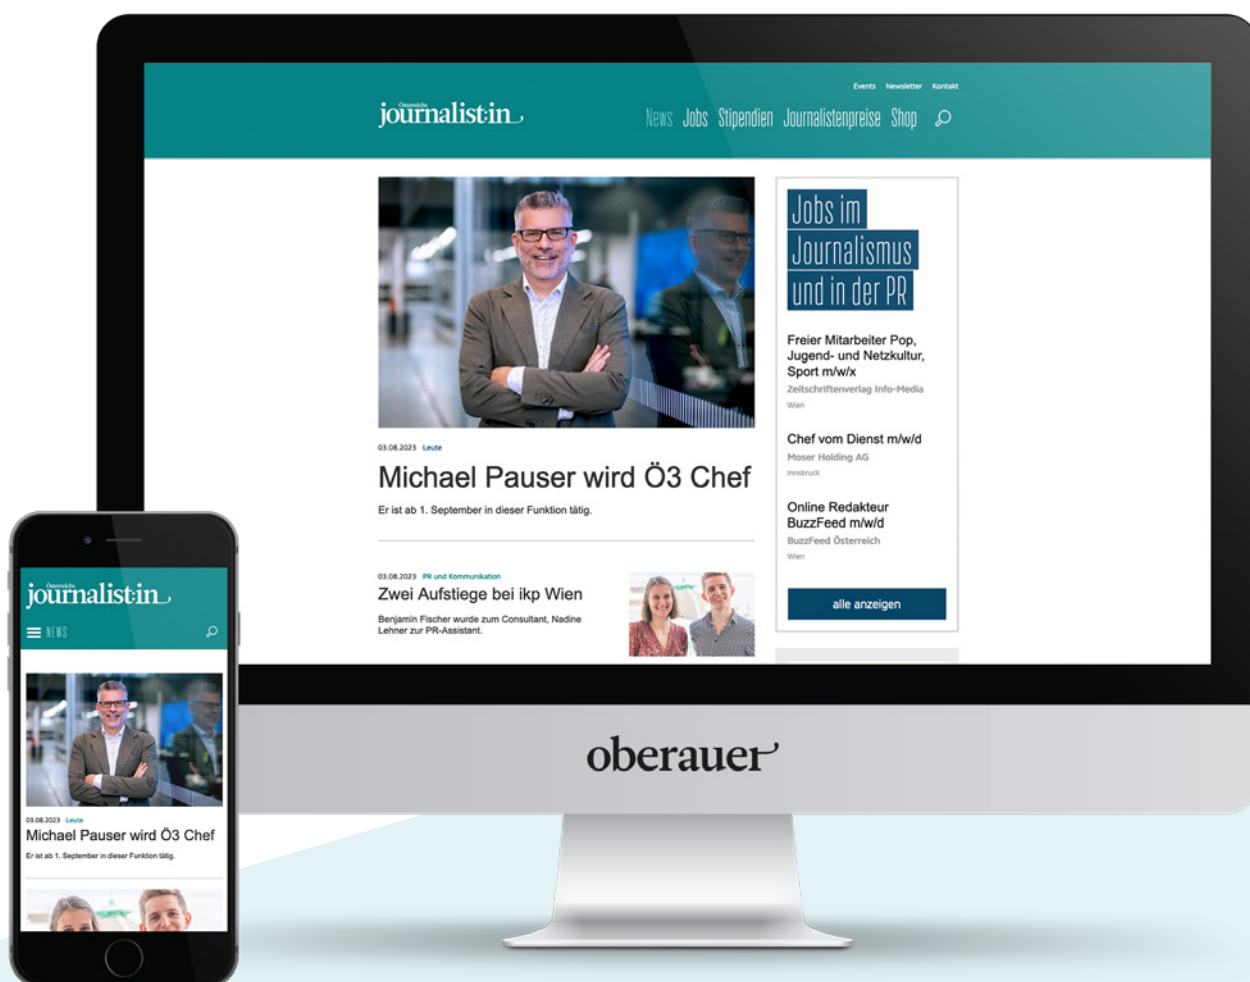 Events Newsletter Kontakt
Österreichs
journalist:in
News Jobs Stipendien Journalistenpreise Shop
03.08.2023 Leute
Michael Pauser wird Ö3 Chef
Er ist ab 1. September in dieser Funktion tätig.
03.08.2023 PR und Kommunikation
Zwei Aufstiege bei ikp Wien
Benjamin Fischer wurde zum Consultant, Nadine
Lehner zur PR-Assistant.
Jobs im
Journalismus
und in der PR
Freier Mitarbeiter Pop,
Jugend- und Netzkultur,
Sport m/w/x
Zeitschriftenverlag Info-Media
Wien
Chef vom Dienst m/w/d
Moser Holding AG
Innsbruck
Online Redakteur
BuzzFeed m/w/d
BuzzFeed Österreich
Wien
alle anzeigen
oberauer
Österreichs
journalist:in
NEWS
03.08.2023 Leute
Michael Pauser wird Ö3 Chef
Er ist ab 1. September in dieser Funktion tätig.